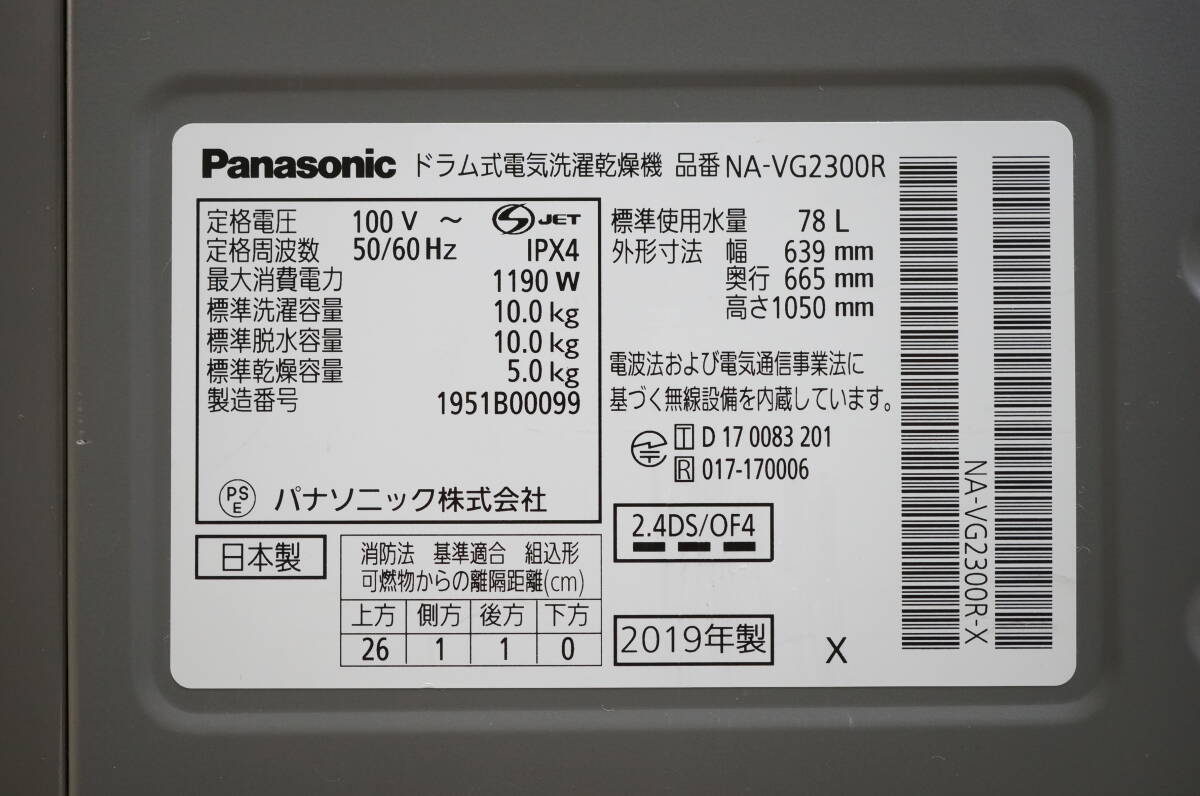 Panasonic ドラム式電気洗濯乾燥機 品番 NA-VG2300R
定格電圧 100 V ～ S JET
定格周波数 50/60 Hz IPX4
最大消費電力 1190 W
標準洗濯容量 10.0 kg
標準脱水容量 10.0 kg
標準乾燥容量 5.0 kg
製造番号 1951B00099
PS E パナソニック株式会社
標準使用水量 78 L
外形寸法 幅 639 mm
奥行 665 mm
高さ 1050 mm
電波法および電気通信事業法に
基づく無線設備を内蔵しています。
T D 17 0083 201
R 017-170006
2.4DS/OF4
日本製
消防法 基準適合 組込形
可燃物からの離隔距離(cm)
上方 側方 後方 下方
26 1 1 0
2019年製
X
NA-VG2300R-X